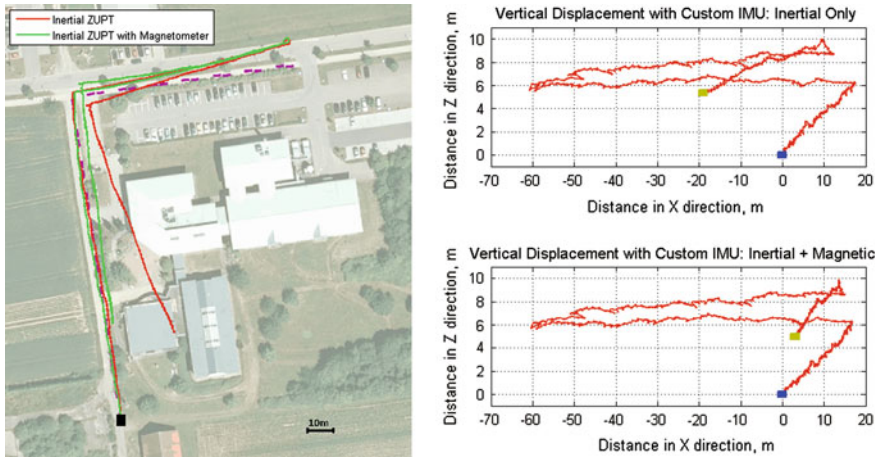 Inertial ZUPT
Inertial ZUPT with Magnetometer
10m
Vertical Displacement with Custom IMU: Inertial Only
Distance in Z direction, m
10
8
6
4
2
0
-70 -60 -50 -40 -30 -20 -10 0 10 20
Distance in X direction, m
Vertical Displacement with Custom IMU: Inertial + Magnetic
Distance in Z direction, m
10
8
6
4
2
0
-70 -60 -50 -40 -30 -20 -10 0 10 20
Distance in X direction, m